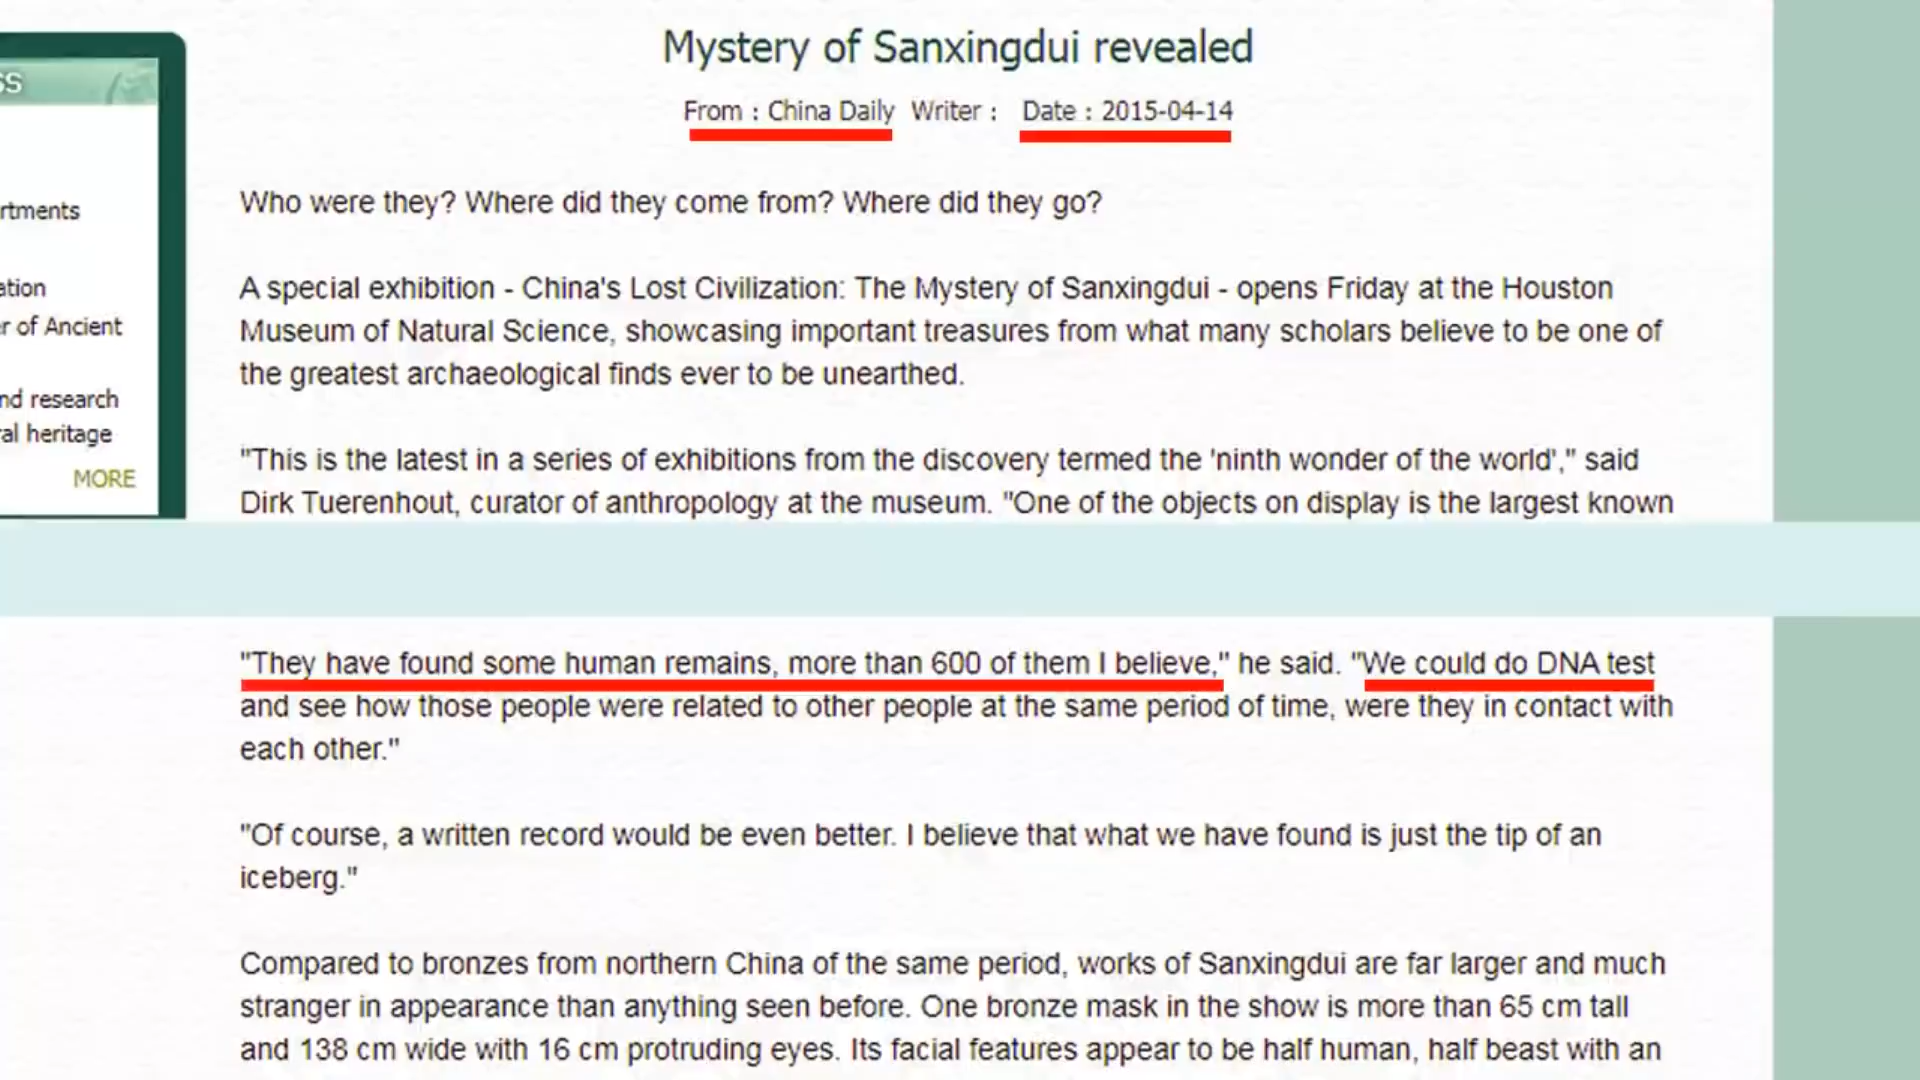 Mystery of Sanxingdui revealed
From : China Daily Writer : Date : 2015-04-14
Who were they? Where did they come from? Where did they go?
A special exhibition - China's Lost Civilization: The Mystery of Sanxingdui - opens Friday at the Houston
Museum of Natural Science, showcasing important treasures from what many scholars believe to be one of
the greatest archaeological finds ever to be unearthed.
"This is the latest in a series of exhibitions from the discovery termed the 'ninth wonder of the world'," said
Dirk Tuerenhout, curator of anthropology at the museum. "One of the objects on display is the largest known
heritage
MORE
of Ancient
research
"They have found some human remains, more than 600 of them I believe," he said. "We could do DNA test
and see how those people were related to other people at the same period of time, were they in contact with
each other."
"Of course, a written record would be even better. I believe that what we have found is just the tip of an
iceberg."
Compared to bronzes from northern China of the same period, works of Sanxingdui are far larger and much
stranger in appearance than anything seen before. One bronze mask in the show is more than 65 cm tall
and 138 cm wide with 16 cm protruding eyes. Its facial features appear to be half human, half beast with an